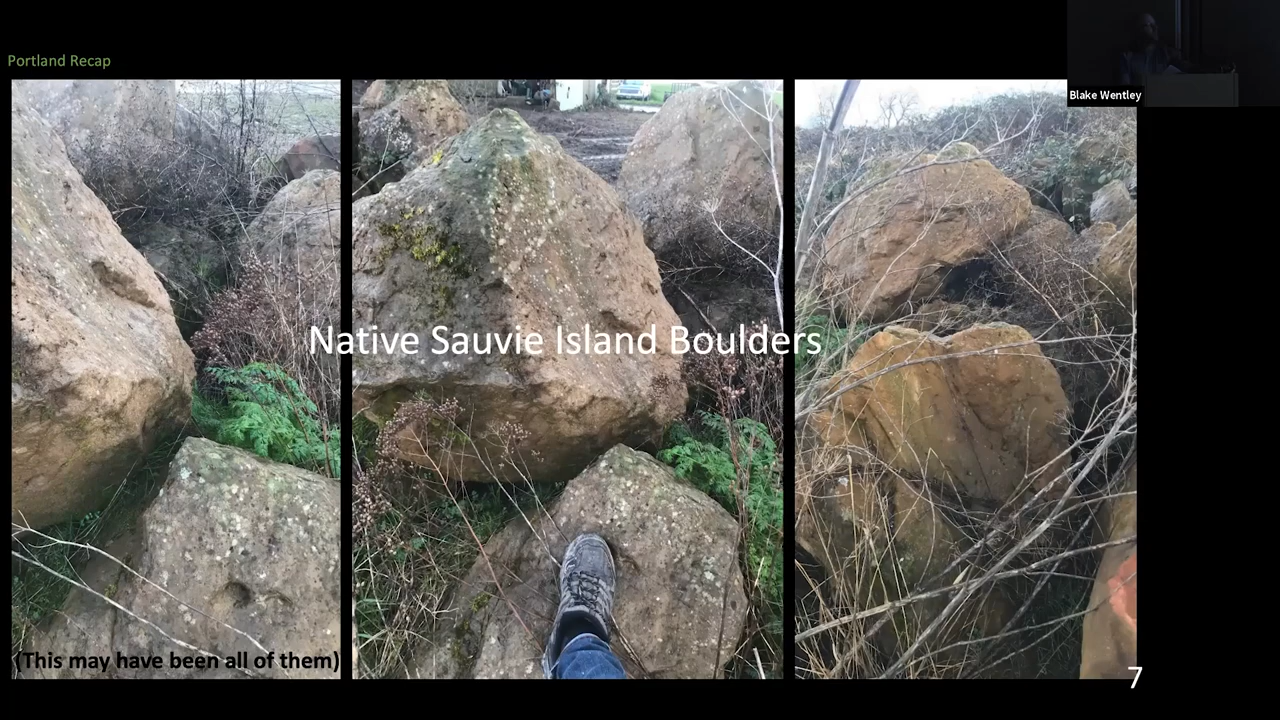 Portland Recap
Blake Wentley
Native Sauvie Island Boulders
(This may have been all of them)
7